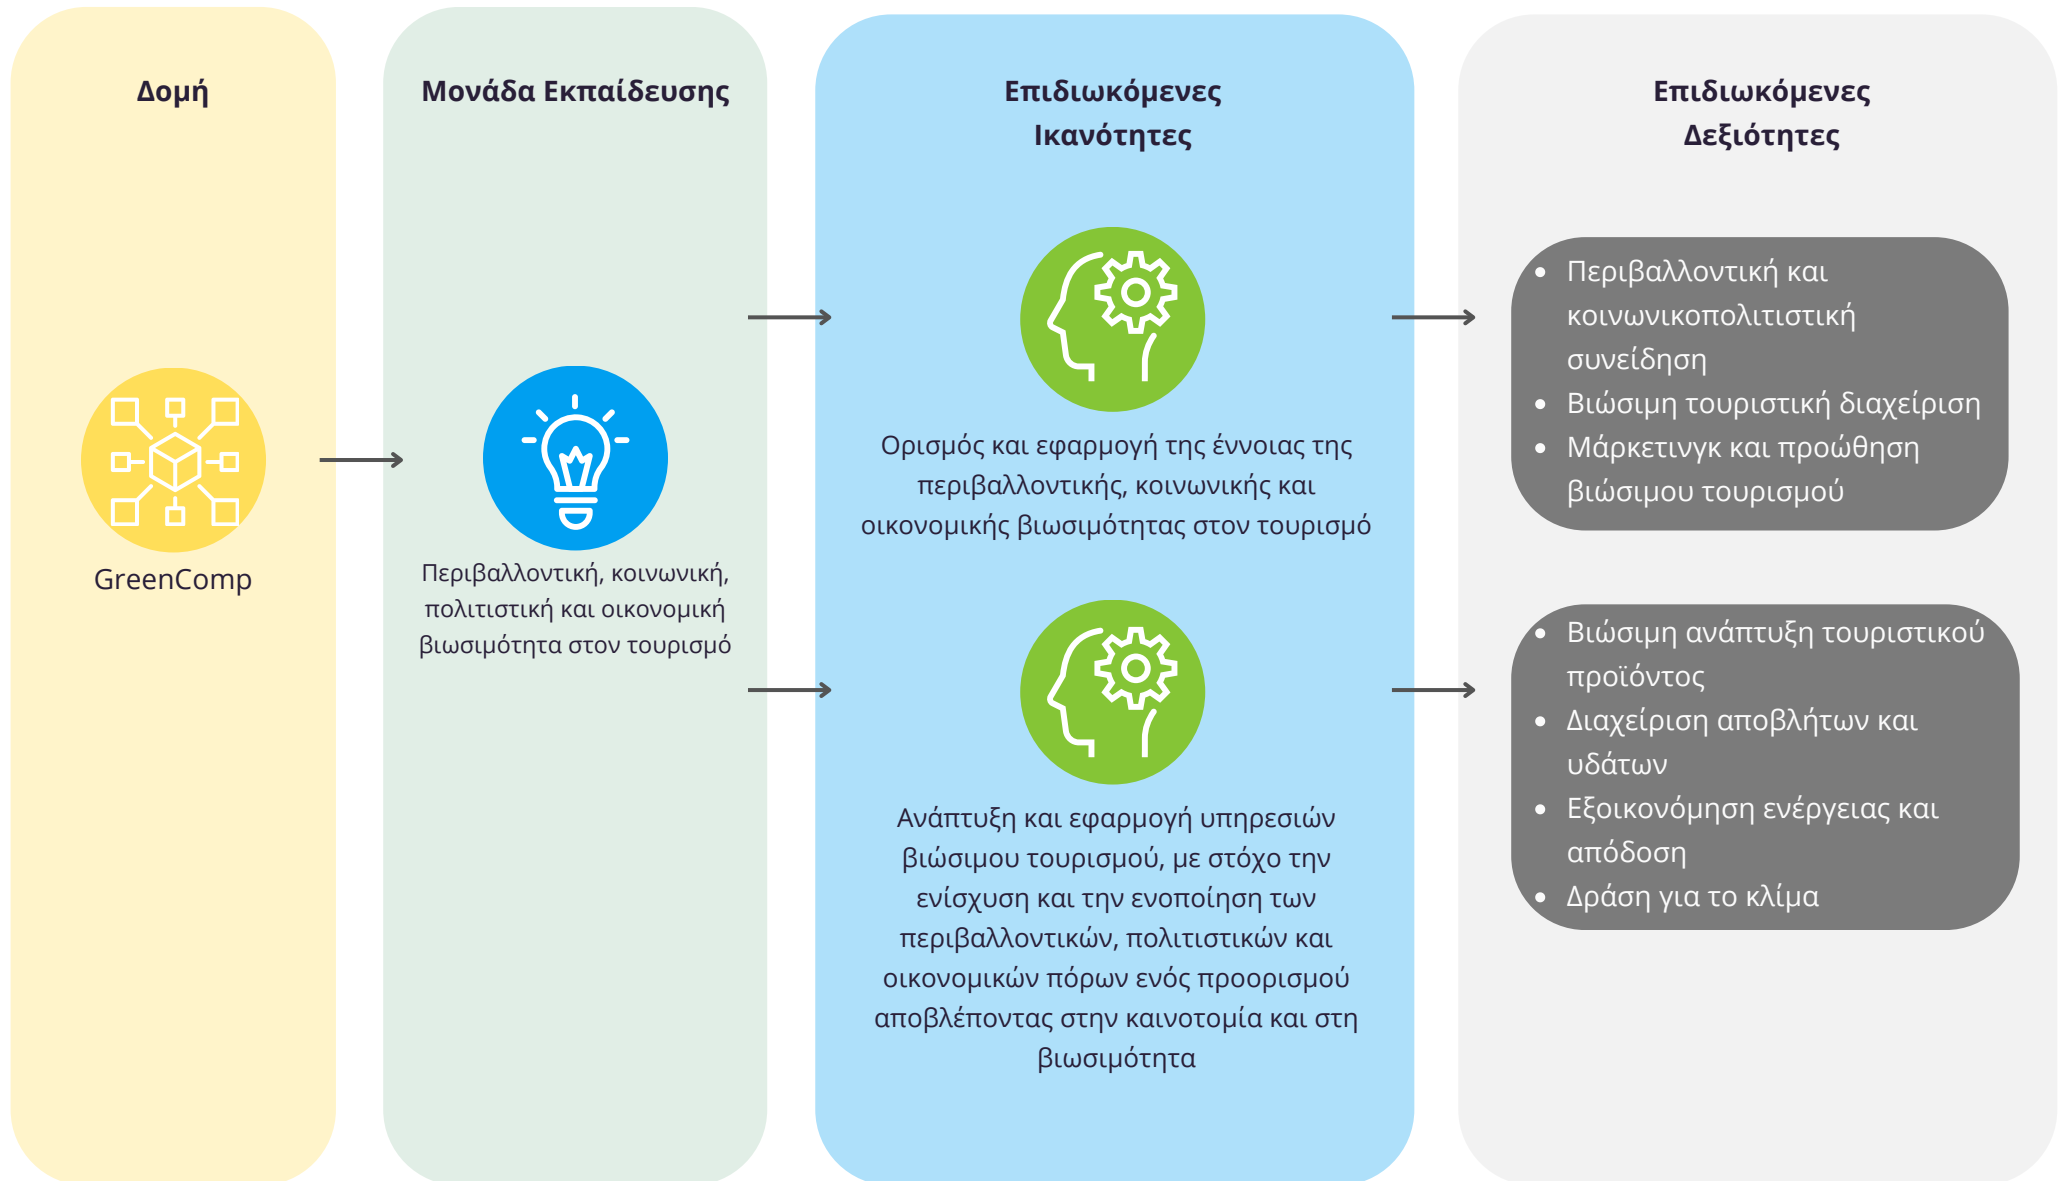 Δομή
GreenComp
Μονάδα Εκπαίδευσης
Περιβαλλοντική, κοινωνική,
πολιτιστική και οικονομική
βιωσιμότητα στον τουρισμό
Επιδιωκόμενες
Ικανότητες
Ορισμός και εφαρμογή της έννοιας της
περιβαλλοντικής, κοινωνικής και
οικονομικής βιωσιμότητας στον τουρισμό
Ανάπτυξη και εφαρμογή υπηρεσιών
βιώσιμου τουρισμού, με στόχο την
ενίσχυση και την ενοποίηση των
περιβαλλοντικών, πολιτιστικών και
οικονομικών πόρων ενός προορισμού
αποβλέποντας στην καινοτομία και στη
βιωσιμότητα
Επιδιωκόμενες
Δεξιότητες
• Περιβαλλοντική και
κοινωνικοπολιτιστική
συνείδηση
• Βιώσιμη τουριστική διαχείριση
• Μάρκετινγκ και προώθηση
βιώσιμου τουρισμού
• Βιώσιμη ανάπτυξη τουριστικού
προϊόντος
• Διαχείριση αποβλήτων και
υδάτων
• Εξοικονόμηση ενέργειας και
απόδοση
• Δράση για το κλίμα